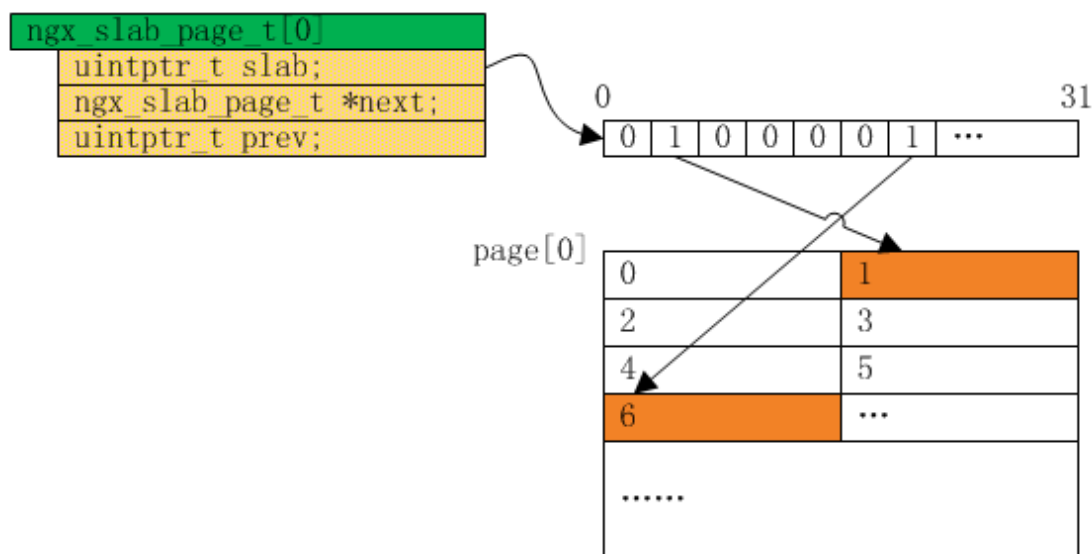 ngx_slab_page_t[0]
uintptr_t slab;
ngx_slab_page_t *next;
uintptr_t prev;
0 31
0 1 0 0 0 0 1 …
page[0]
0 1
2 3
4 5
6 …
……